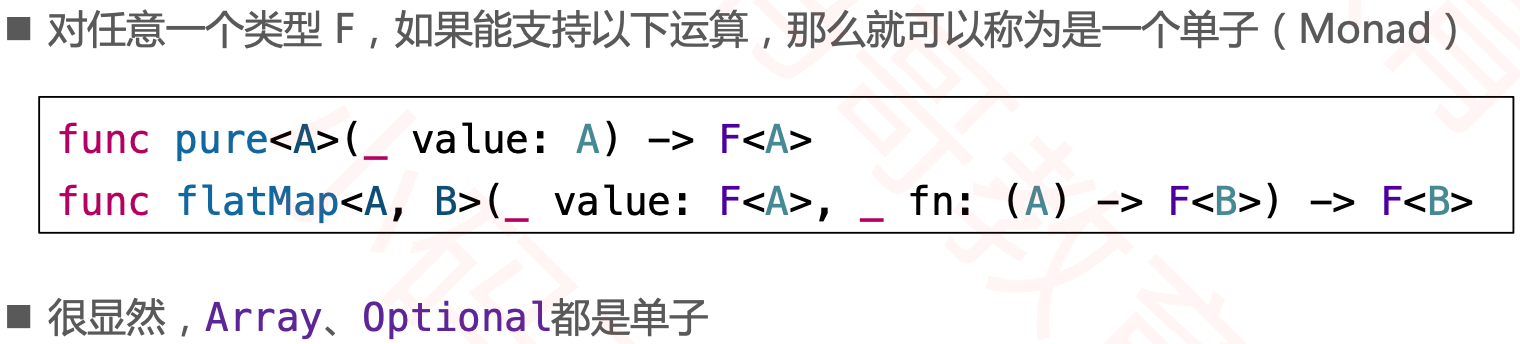 ■ 对任意一个类型 F，如果能支持以下运算，那么就可以称为是一个单子（Monad）
func pure<A>(_ value: A) -> F<A>
func flatMap<A, B>(_ value: F<A>, _ fn: (A) -> F<B>) -> F<B>
■ 很显然，Array、Optional都是单子